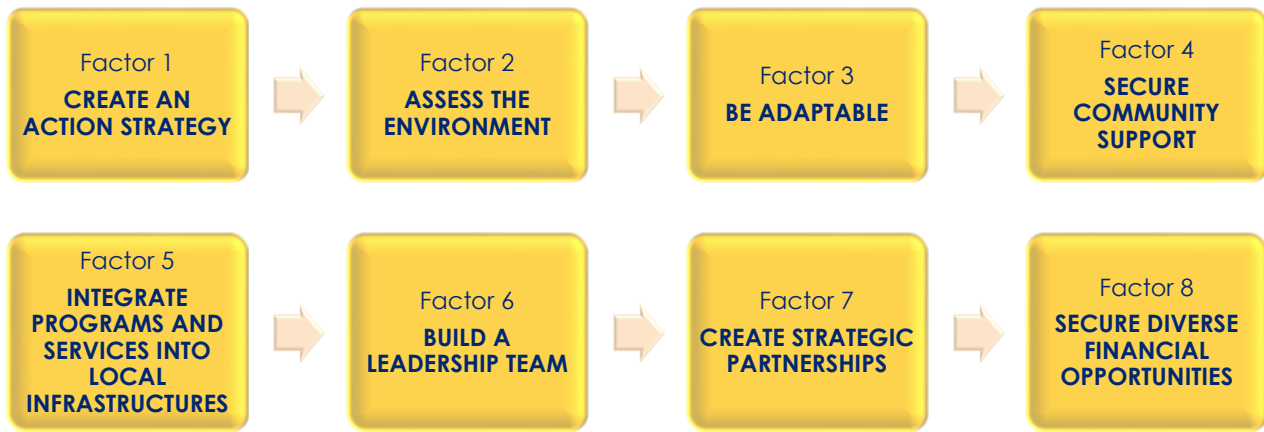 Factor 1
CREATE AN
ACTION STRATEGY
Factor 2
ASSESS THE
ENVIRONMENT
Factor 3
BE ADAPTABLE
Factor 4
SECURE
COMMUNITY
SUPPORT
Factor 5
INTEGRATE
PROGRAMS AND
SERVICES INTO
LOCAL
INFRASTRUCTURES
Factor 6
BUILD A
LEADERSHIP TEAM
Factor 7
CREATE STRATEGIC
PARTNERSHIPS
Factor 8
SECURE DIVERSE
FINANCIAL
OPPORTUNITIES